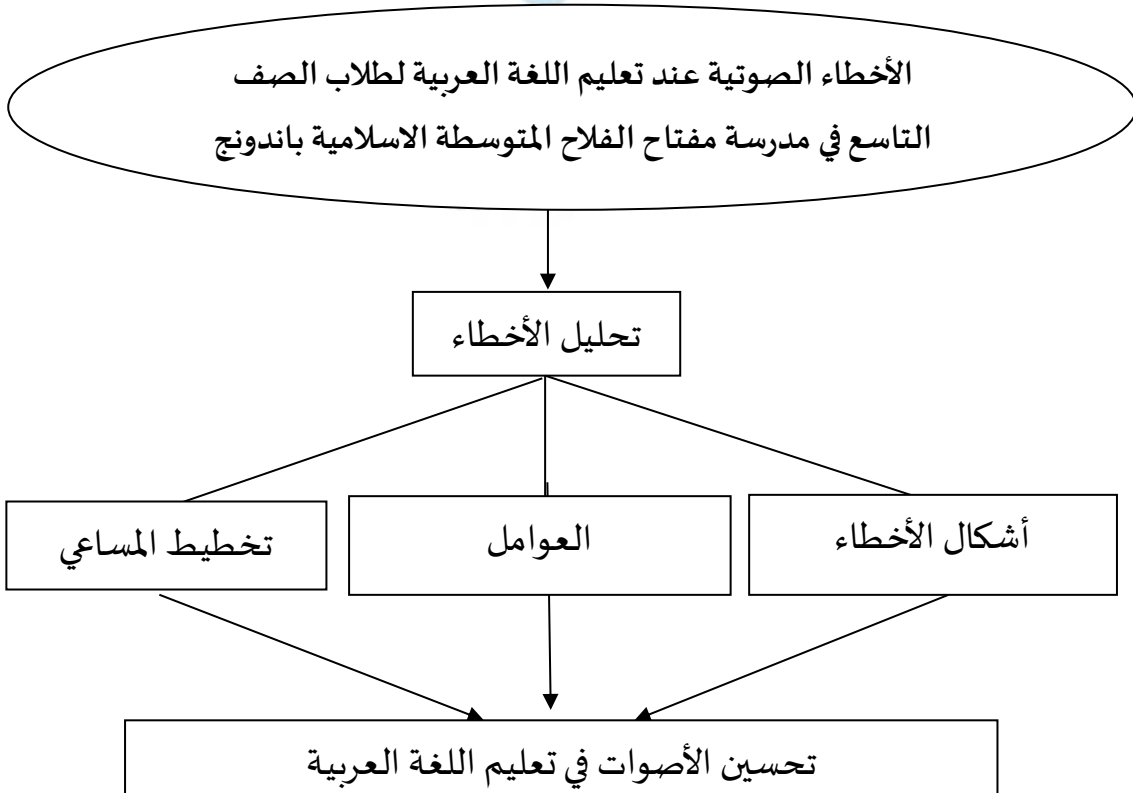 الأخطاء الصوتية عند تعليم اللغة العربية لطلاب الصف
التاسع في مدرسة مفتاح الفلاح المتوسطة الاسلامية باندونج
تحليل الأخطاء
أشكال الأخطاء
العوامل
تخطيط المساعي
تحسين الأصوات في تعليم اللغة العربية